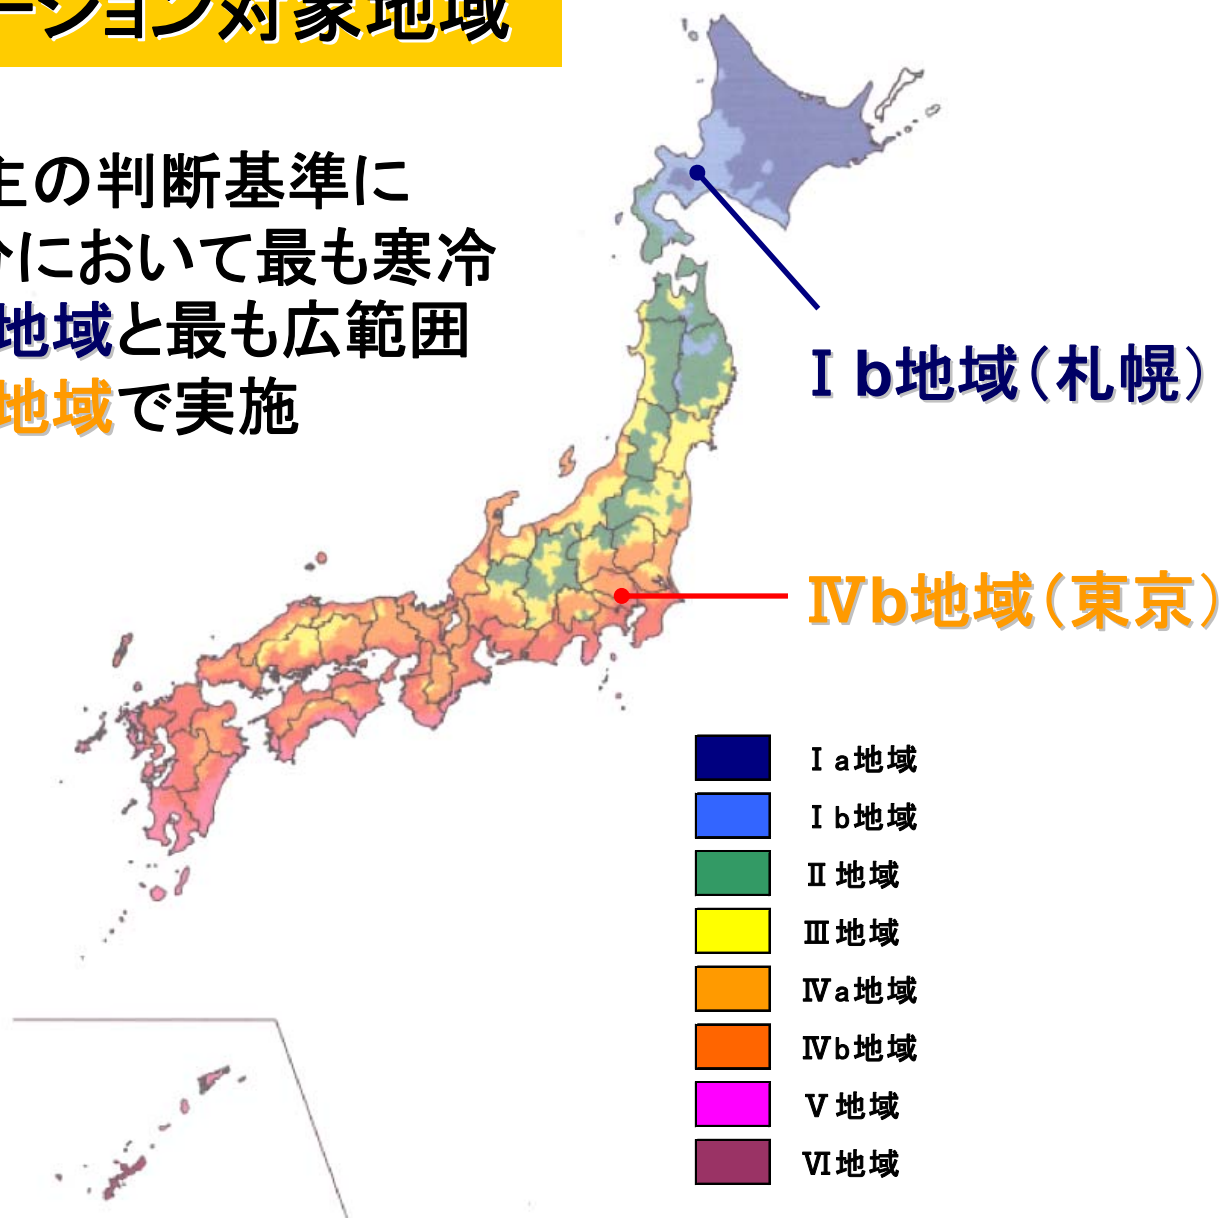 ーション対象地域
主の判断基準に
分において最も寒冷
地域と最も広範囲
地域で実施
Ⅰb地域（札幌）
Ⅳb地域（東京）
Ⅰa地域
Ⅰb地域
Ⅱ地域
Ⅲ地域
Ⅳa地域
Ⅳb地域
Ⅴ地域
Ⅵ地域